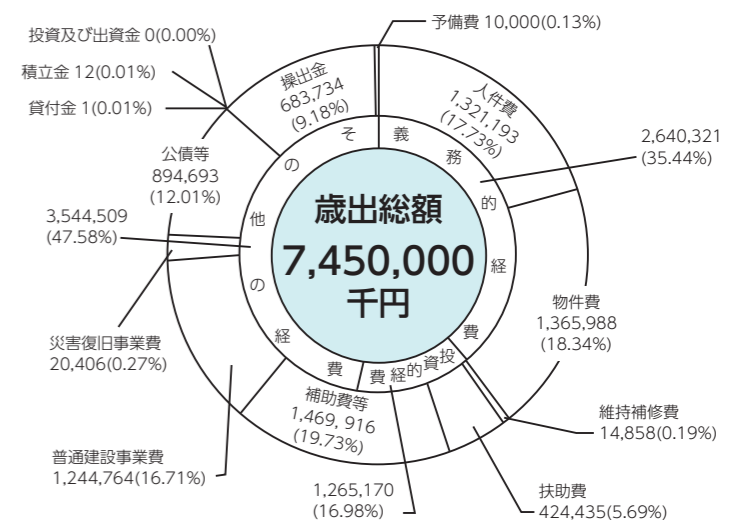 予備費 10,000(0.13%)
投資及び出資金 0(0.00%)
積立金 12(0.01%)
貸付金 1(0.01%)
操出金
683,734
(9.18%)
人件費
1,321,193
(17.73%)
2,640,321
(35.44%)
公債等
894,693
(12.01%)
3,544,509
(47.58%)
義務的経費
その他の経費
投資的経費
歳出総額
7,450,000
千円
物件費
1,365,988
(18.34%)
災害復旧事業費
20,406(0.27%)
補助費等
1,469, 916
(19.73%)
維持補修費
14,858(0.19%)
普通建設事業費
1,244,764(16.71%)
1,265,170
(16.98%)
扶助費
424,435(5.69%)